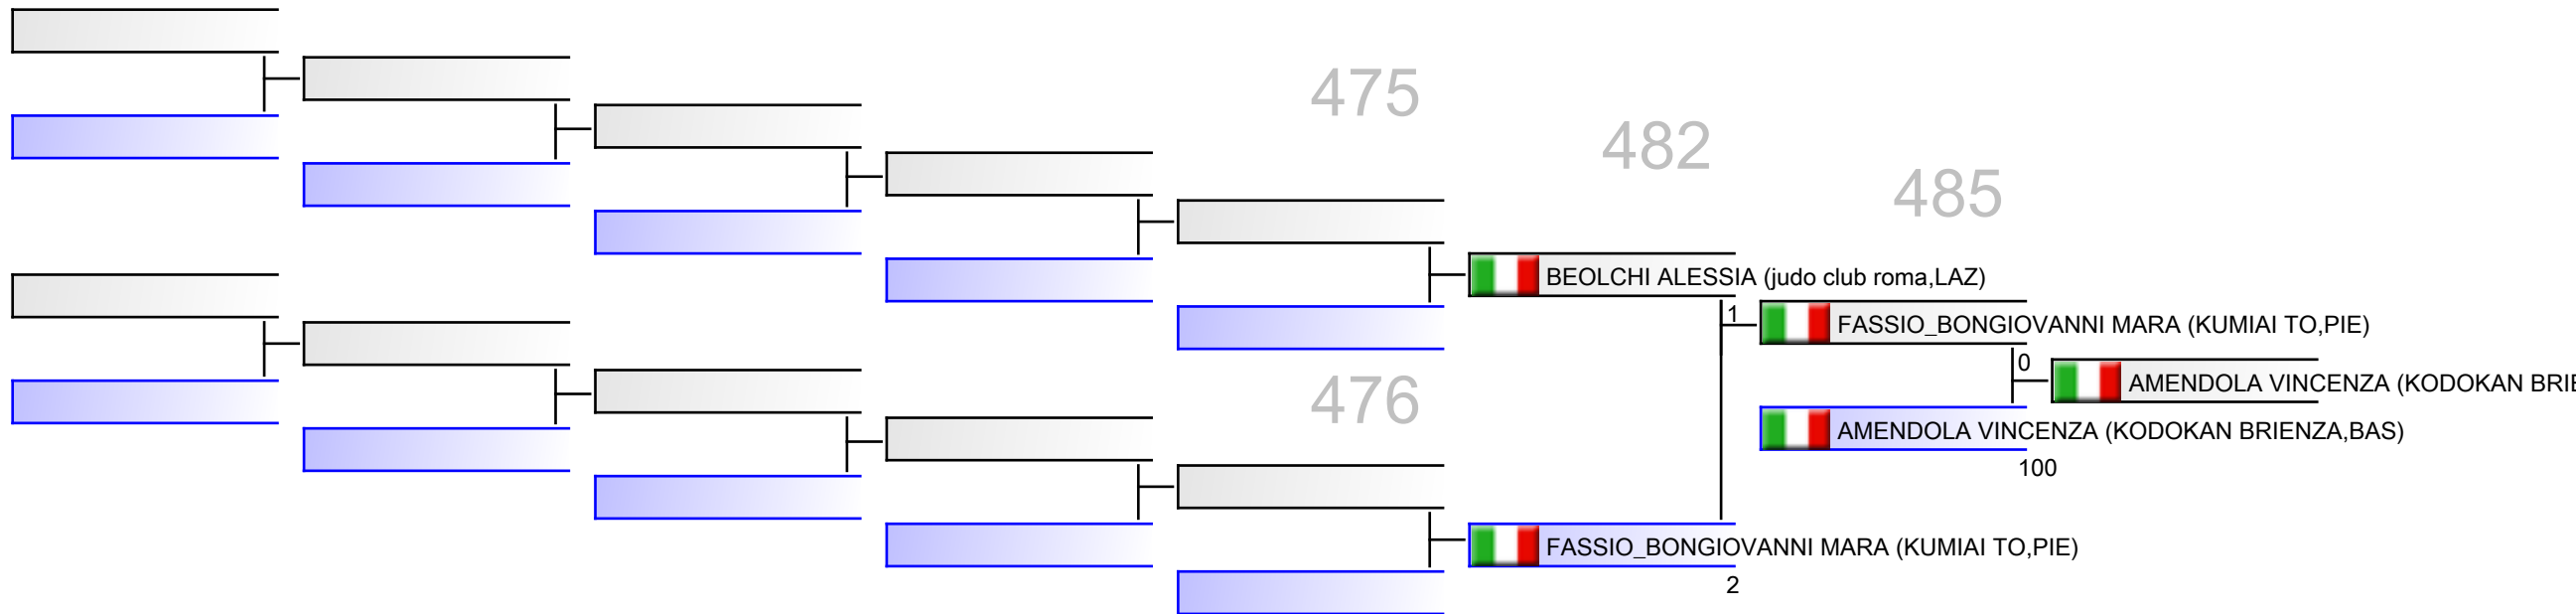 475
482
485
BEOLCHI ALESSIA (judo club roma,LAZ)
1
FASSIO_BONGIOVANNI MARA (KUMIAI TO,PIE)
0
AMENDOLA VINCENZA (KODOKAN BRIE
476
AMENDOLA VINCENZA (KODOKAN BRIENZA,BAS)
100
FASSIO_BONGIOVANNI MARA (KUMIAI TO,PIE)
2